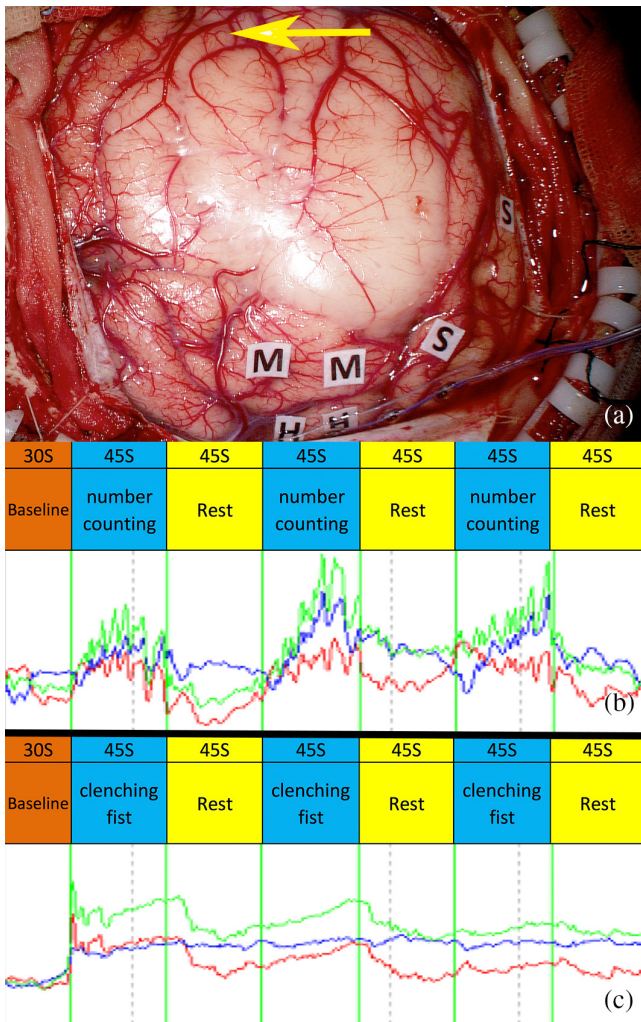 S
M M S
H H
(a)
30S 45S 45S 45S 45S 45S 45S
Baseline number counting Rest number counting Rest number counting Rest
(b)
30S 45S 45S 45S 45S 45S 45S
Baseline clenching fist Rest clenching fist Rest clenching fist Rest
(c)